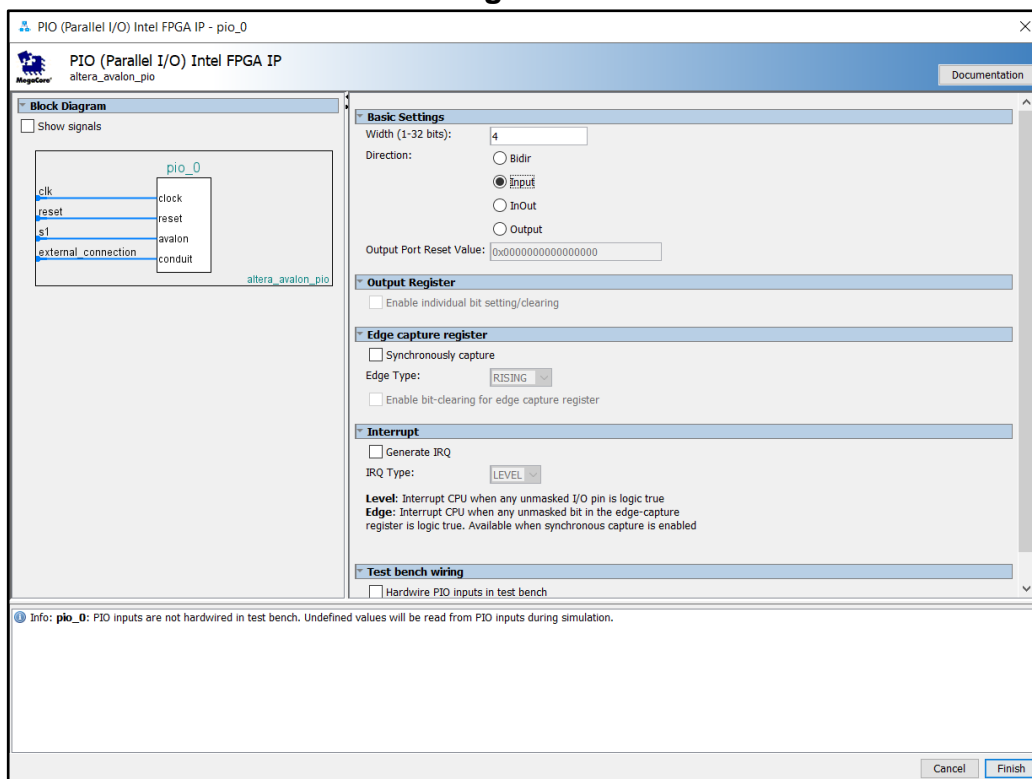 PIO (Parallel I/O) Intel FPGA IP - pio_0
PIO (Parallel I/O) Intel FPGA IP
altera_avalon_pio
MegaCore'
Documentation
Block Diagram
Show signals
pio_0
clk
clock
reset
reset
s1
avalon
external_connection
conduit
altera_avalon_pio
Basic Settings
Width (1-32 bits): 4
Direction:
Bidir
Input
InOut
Output
Output Port Reset Value: 0x0000000000000000
Output Register
Enable individual bit setting/clearing
Edge capture register
Synchronously capture
Edge Type: RISING
Enable bit-clearing for edge capture register
Interrupt
Generate IRQ
IRQ Type: LEVEL
Level: Interrupt CPU when any unmasked I/O pin is logic true
Edge: Interrupt CPU when any unmasked bit in the edge-capture
register is logic true. Available when synchronous capture is enabled
Test bench wiring
Hardwire PIO inputs in test bench
Info: pio_0: PIO inputs are not hardwired in test bench. Undefined values will be read from PIO inputs during simulation.
Cancel
Finish